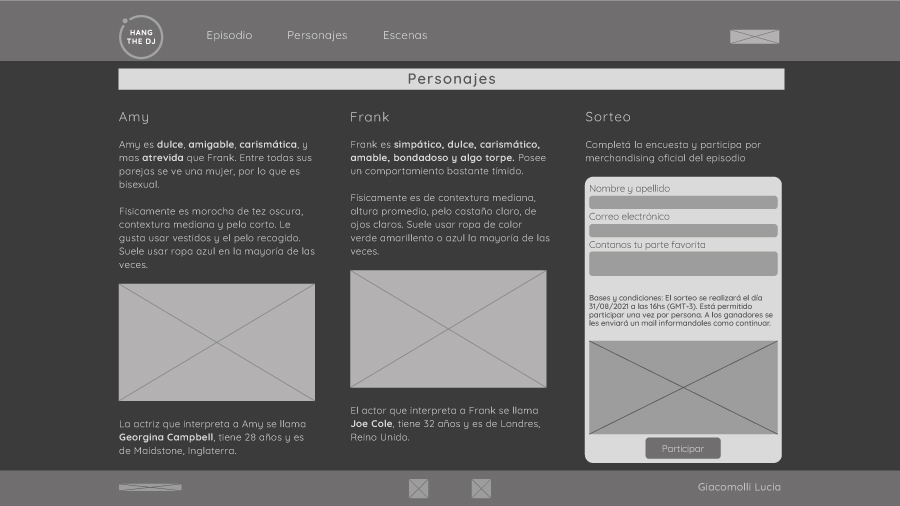 HANG
THE DJ
Episodio
Personajes
Escenas
Personajes
Amy
Amy es dulce, amigable, carismática, y
mas atrevida que Frank. Entre todas sus
parejas se ve una mujer, por lo que es
bisexual.
Fisicamente es morocha de tez oscura,
contextura mediana y pelo corto. Le
gusta usar vestidos y el pelo recogido.
Suele usar ropa azul en la mayoría de las
veces.
La actriz que interpreta a Amy se llama
Georgina Campbell, tiene 28 años y es
de Maidstone, Inglaterra.
Frank
Frank es simpático, dulce, carismático,
amable, bondadoso y algo torpe. Posee
un comportamiento bastante tímido.
Fisicamente es de contextura mediana,
altura promedio, pelo castaño claro, de
ojos claros. Suele usar ropa de color
verde amarillento o azul la mayoría de las
veces.
El actor que interpreta a Frank se llama
Joe Cole, tiene 32 años y es de Londres,
Reino Unido.
Sorteo
Completá la encuesta y participa por
merchandising oficial del episodio
Nombre y apellido
Correo electrónico
Contanos tu parte favorita
Bases y condiciones: El sorteo se realizará el día
31/08/2021 a las 16hs (GMT-3). Está permitido
participar una vez por persona. A los ganadores se
les enviará un mail informandoles como continuar.
Participar
Giacomolli Lucia